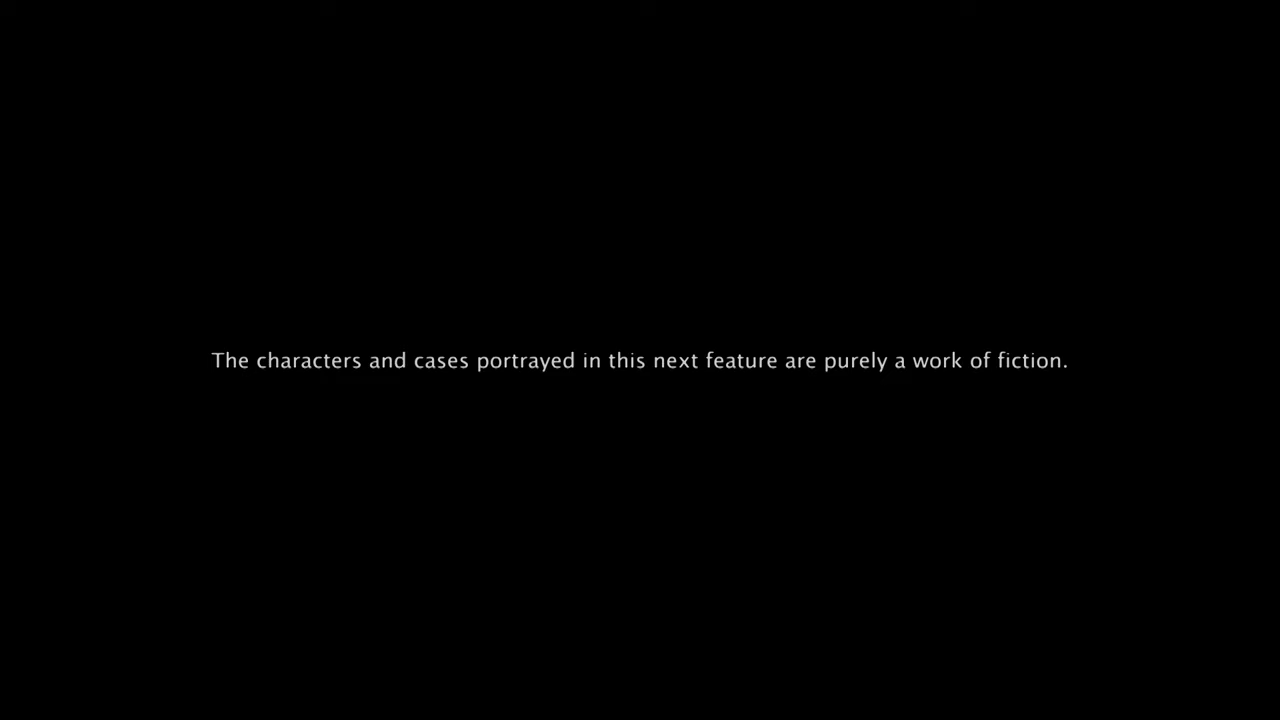 The characters and cases portrayed in this next feature are purely a work of fiction.